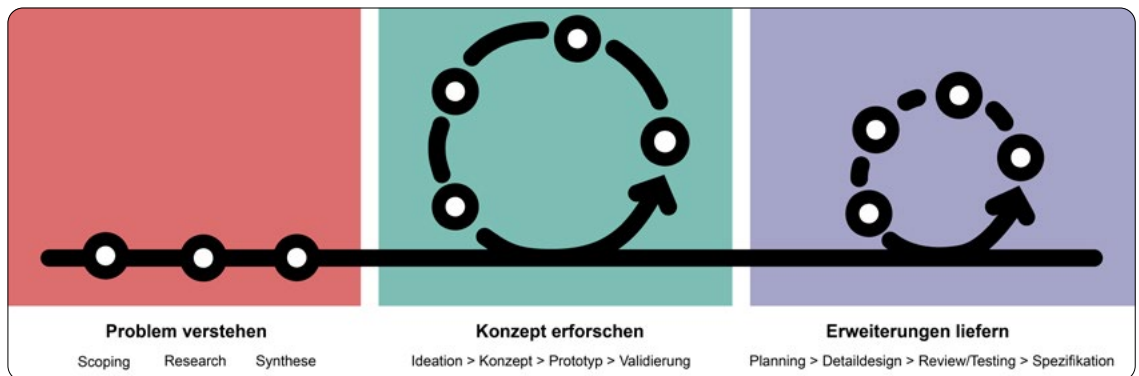 Problem verstehen
Scoping Research Synthese
Konzept erforschen
Ideation > Konzept > Prototyp > Validierung
Erweiterungen liefern
Planning > Detaildesign > Review/Testing > Spezifikation